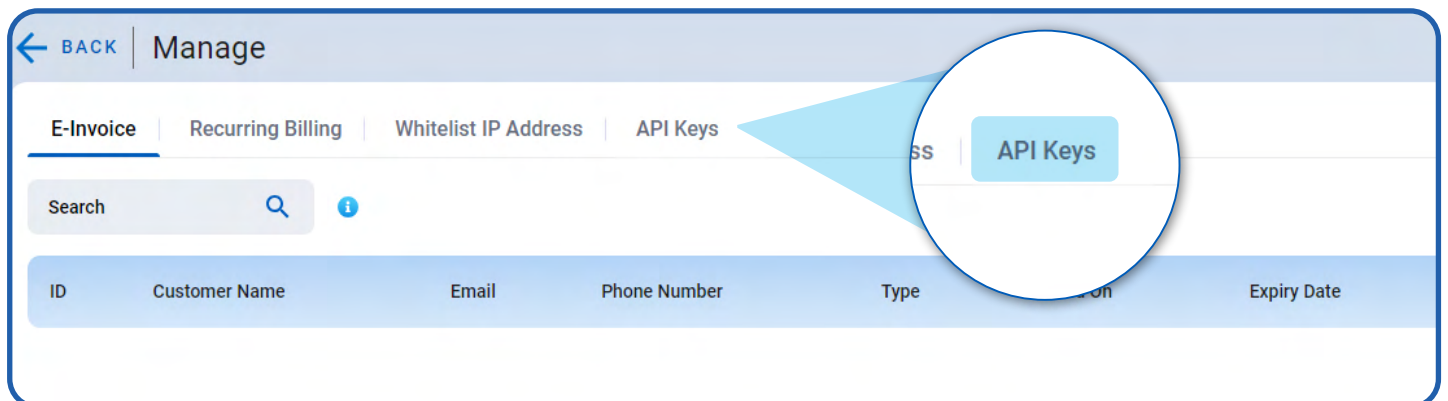 BACK Manage
E-Invoice Recurring Billing Whitelist IP Address API Keys
ss API Keys
Search
ID Customer Name Email Phone Number Type On Expiry Date